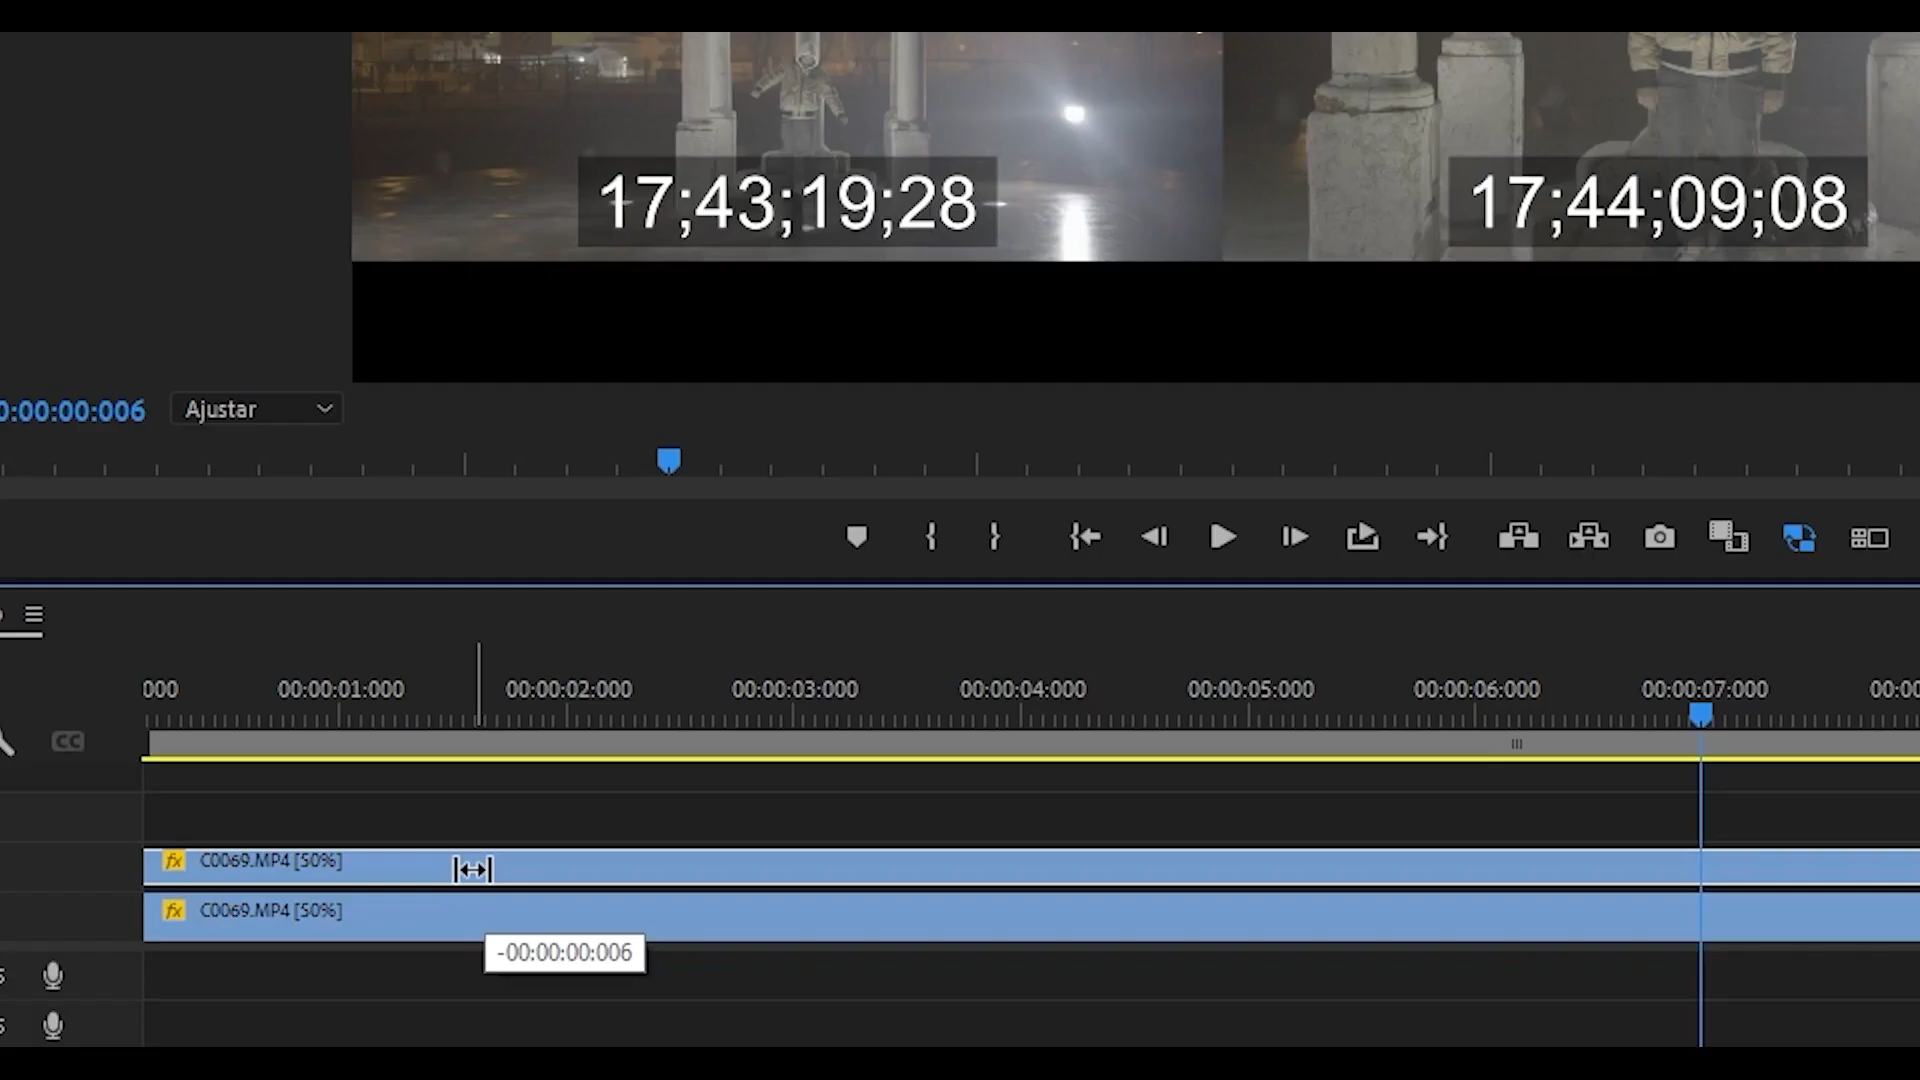 17;43;19;28
17;44;09;08
0:00:00:006
Ajustar
000
00:00:01:000
00:00:02:000
00:00:03:000
00:00:04:000
00:00:05:000
00:00:06:000
00:00:07:000
00:00
CC
fx C0069.MP4 [50%]
fx C0069.MP4 [50%]
-00:00:00:006
S
S